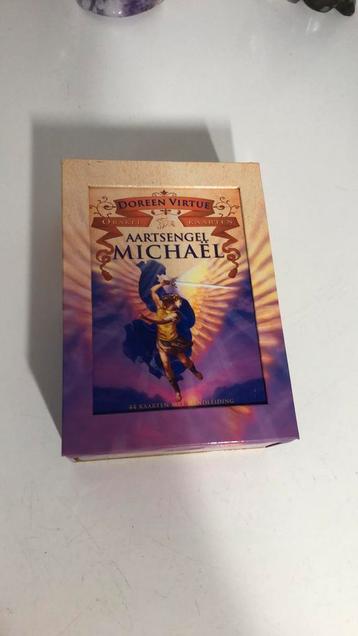 DOREEN VIRTUE
ORAKEL KAARTEN
AARTSENGEL
MICHAËL
44 KAARTEN MET HANDLEIDING